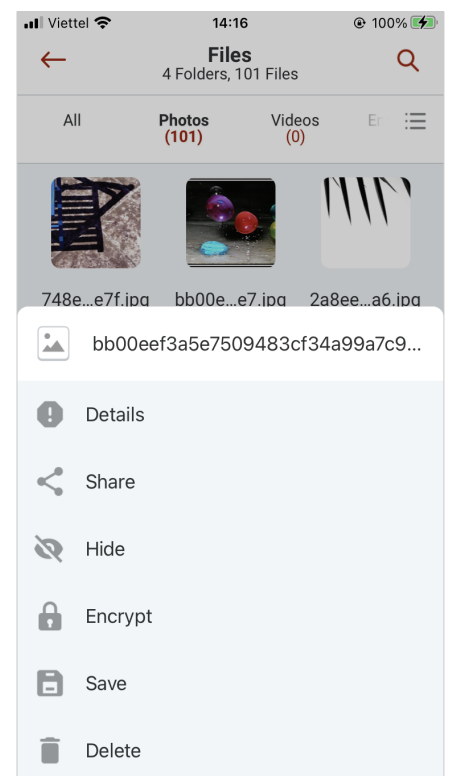 Viettel 14:16 100%
Files
4 Folders, 101 Files
All Photos Videos En
(101) (0)
748e...e7f.jpg bb00e...e7.jpg 2a8ee...a6.jpg
bb00eef3a5e7509483cf34a99a7c9...
Details
Share
Hide
Encrypt
Save
Delete